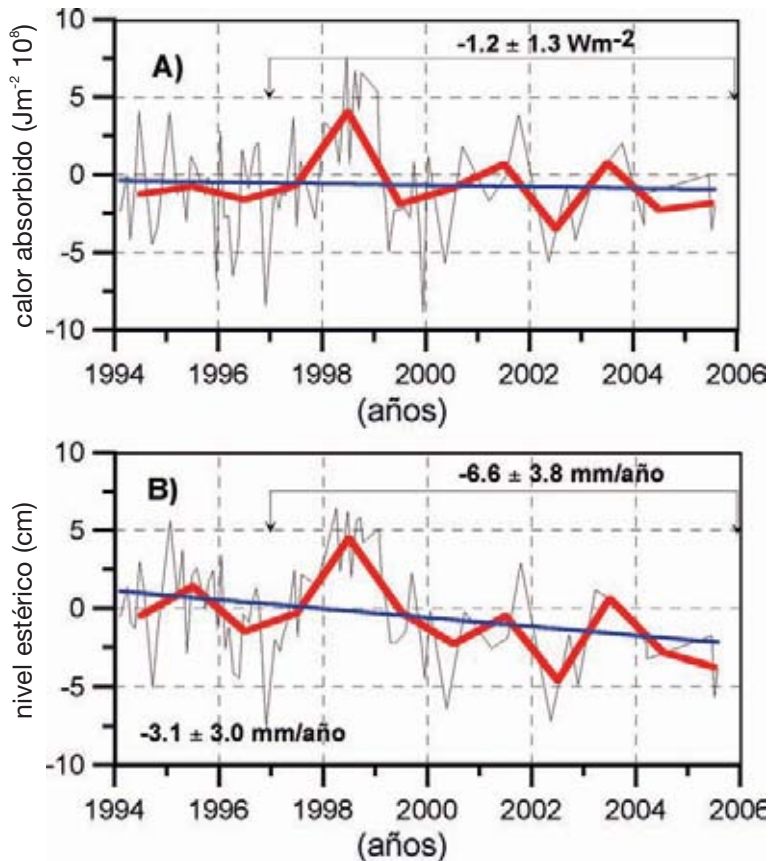 calor absorbido (Jm⁻² 10⁸)
10
5
0
-5
-10
A)
-1.2 ± 1.3 Wm⁻²
1994 1996 1998 2000 2002 2004 2006
(años)
nivel estérico (cm)
10
5
0
-5
-10
B)
-6.6 ± 3.8 mm/año
-3.1 ± 3.0 mm/año
1994 1996 1998 2000 2002 2004 2006
(años)